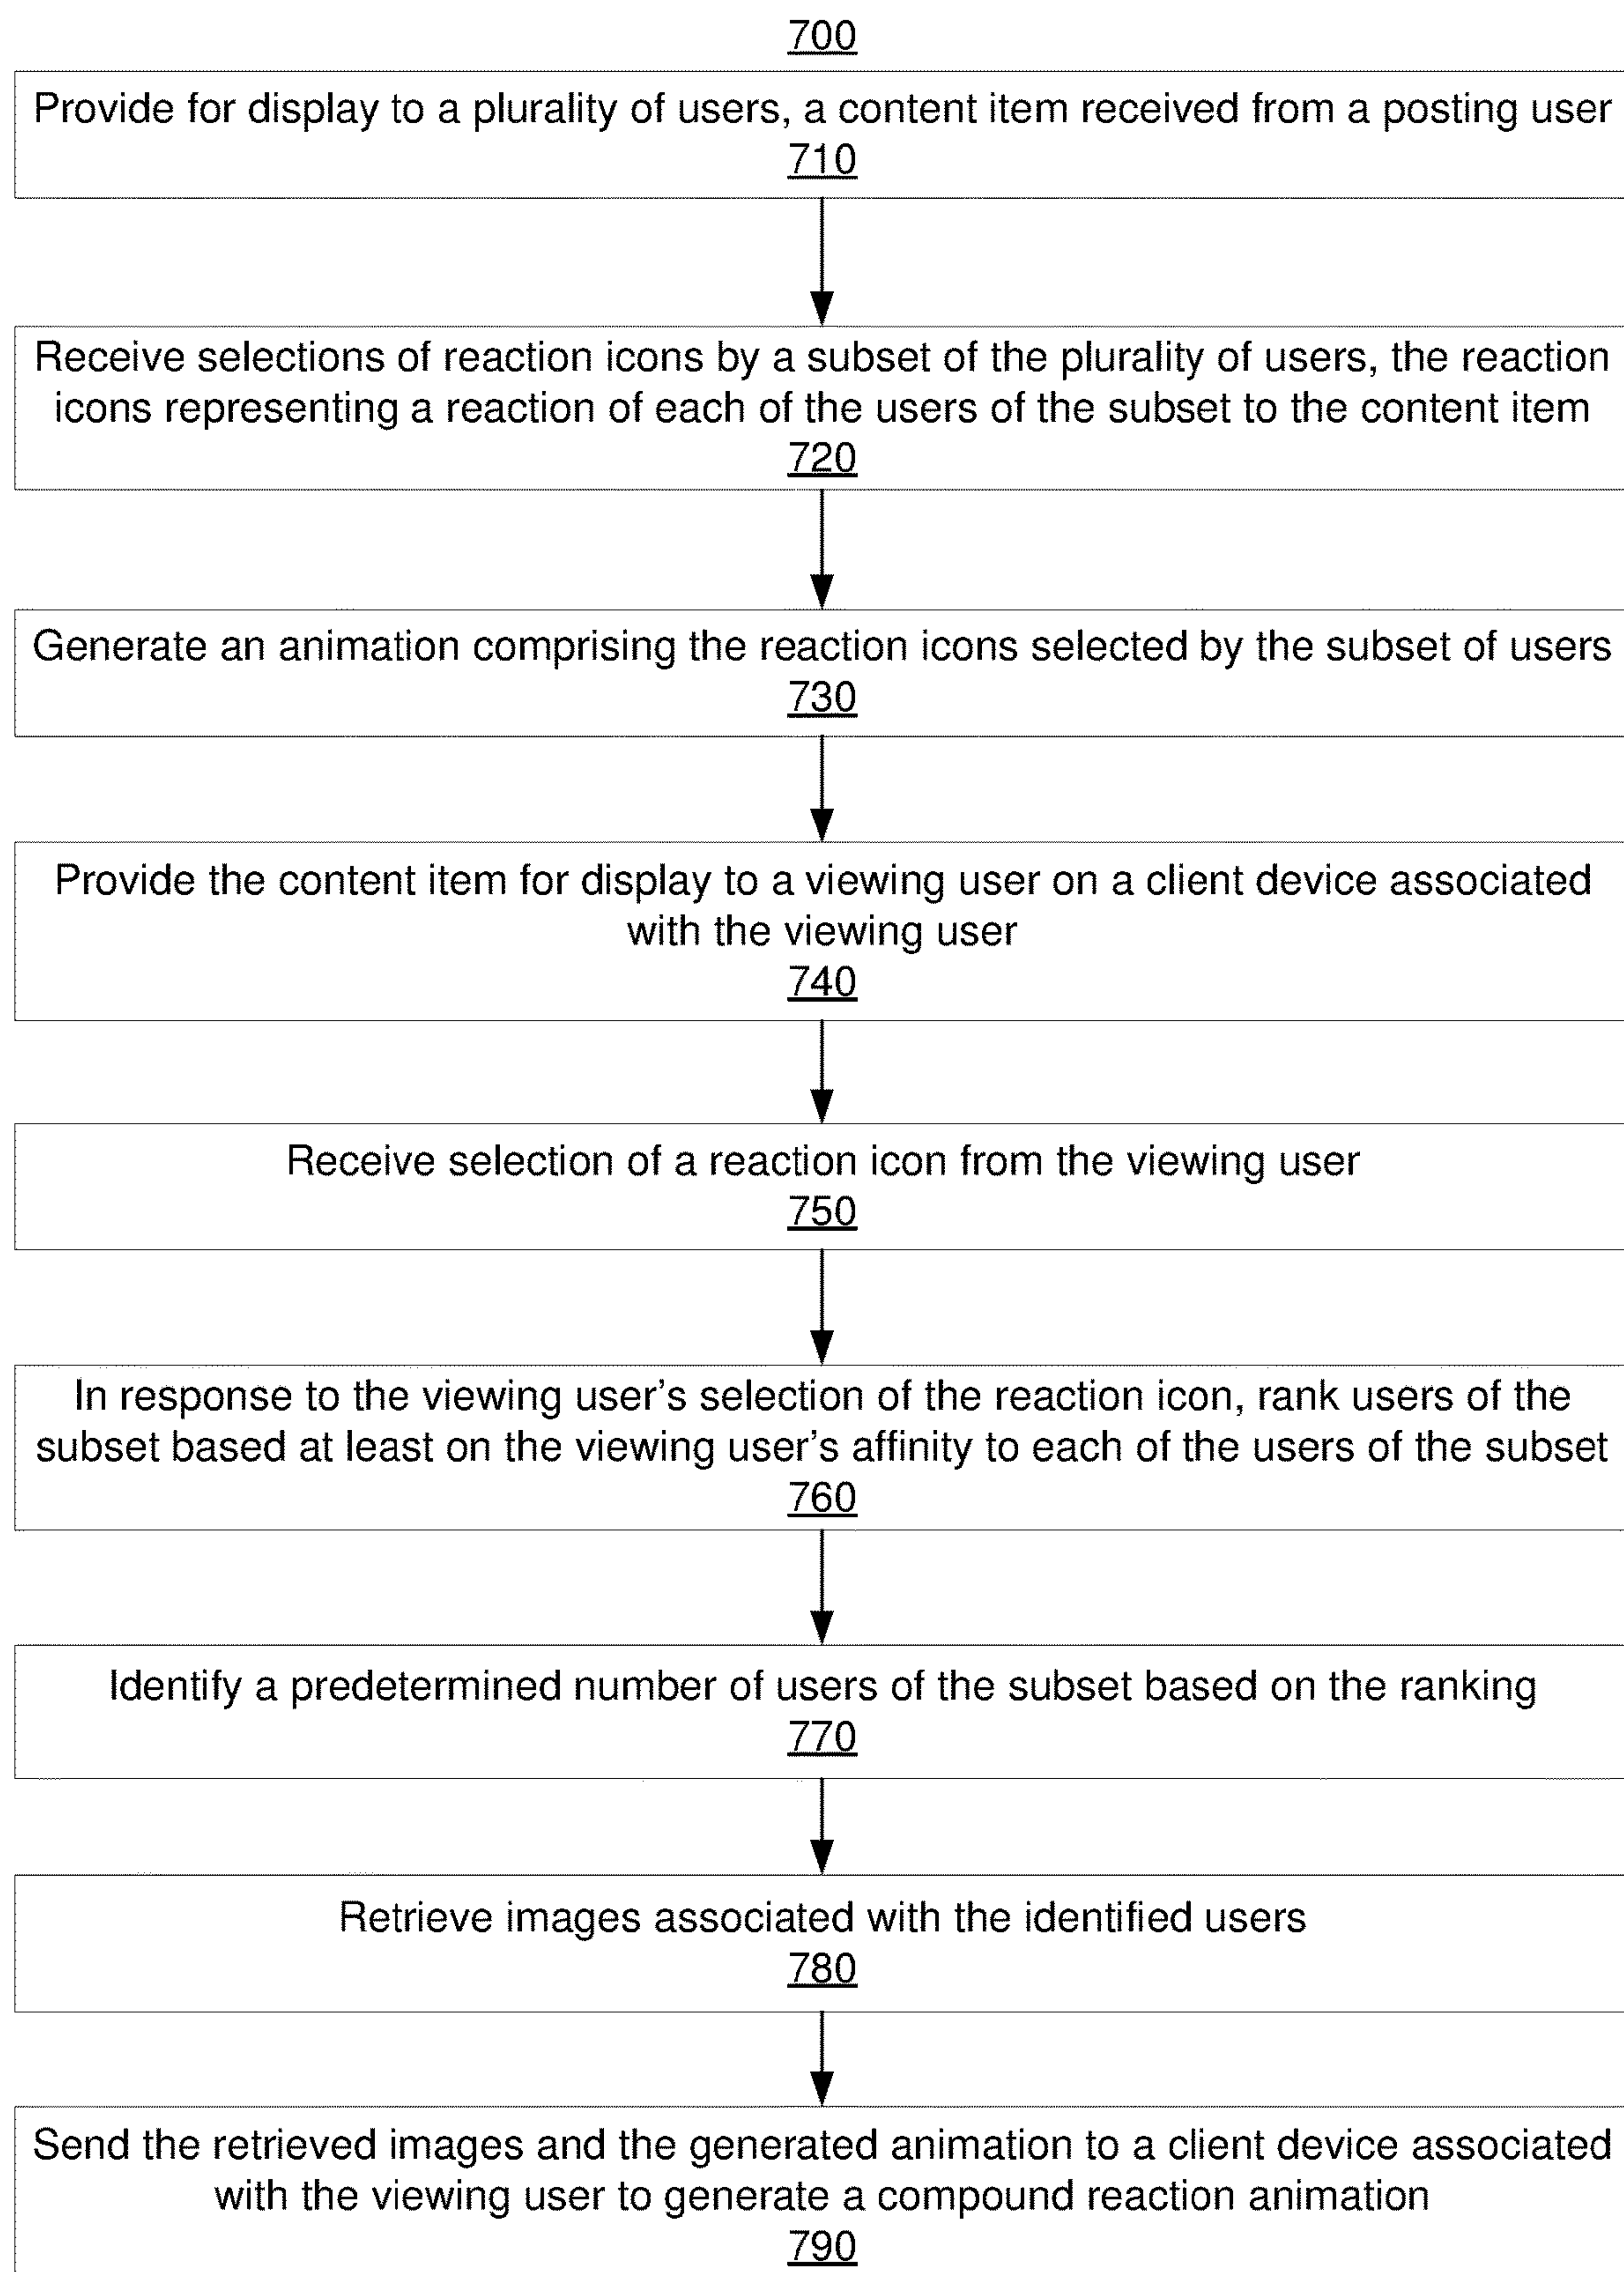 700
Provide for display to a plurality of users, a content item received from a posting user
710
Receive selections of reaction icons by a subset of the plurality of users, the reaction
icons representing a reaction of each of the users of the subset to the content item
720
Generate an animation comprising the reaction icons selected by the subset of users
730
Provide the content item for display to a viewing user on a client device associated
with the viewing user
740
Receive selection of a reaction icon from the viewing user
750
In response to the viewing user's selection of the reaction icon, rank users of the
subset based at least on the viewing user's affinity to each of the users of the subset
760
Identify a predetermined number of users of the subset based on the ranking
770
Retrieve images associated with the identified users
780
Send the retrieved images and the generated animation to a client device associated
with the viewing user to generate a compound reaction animation
790